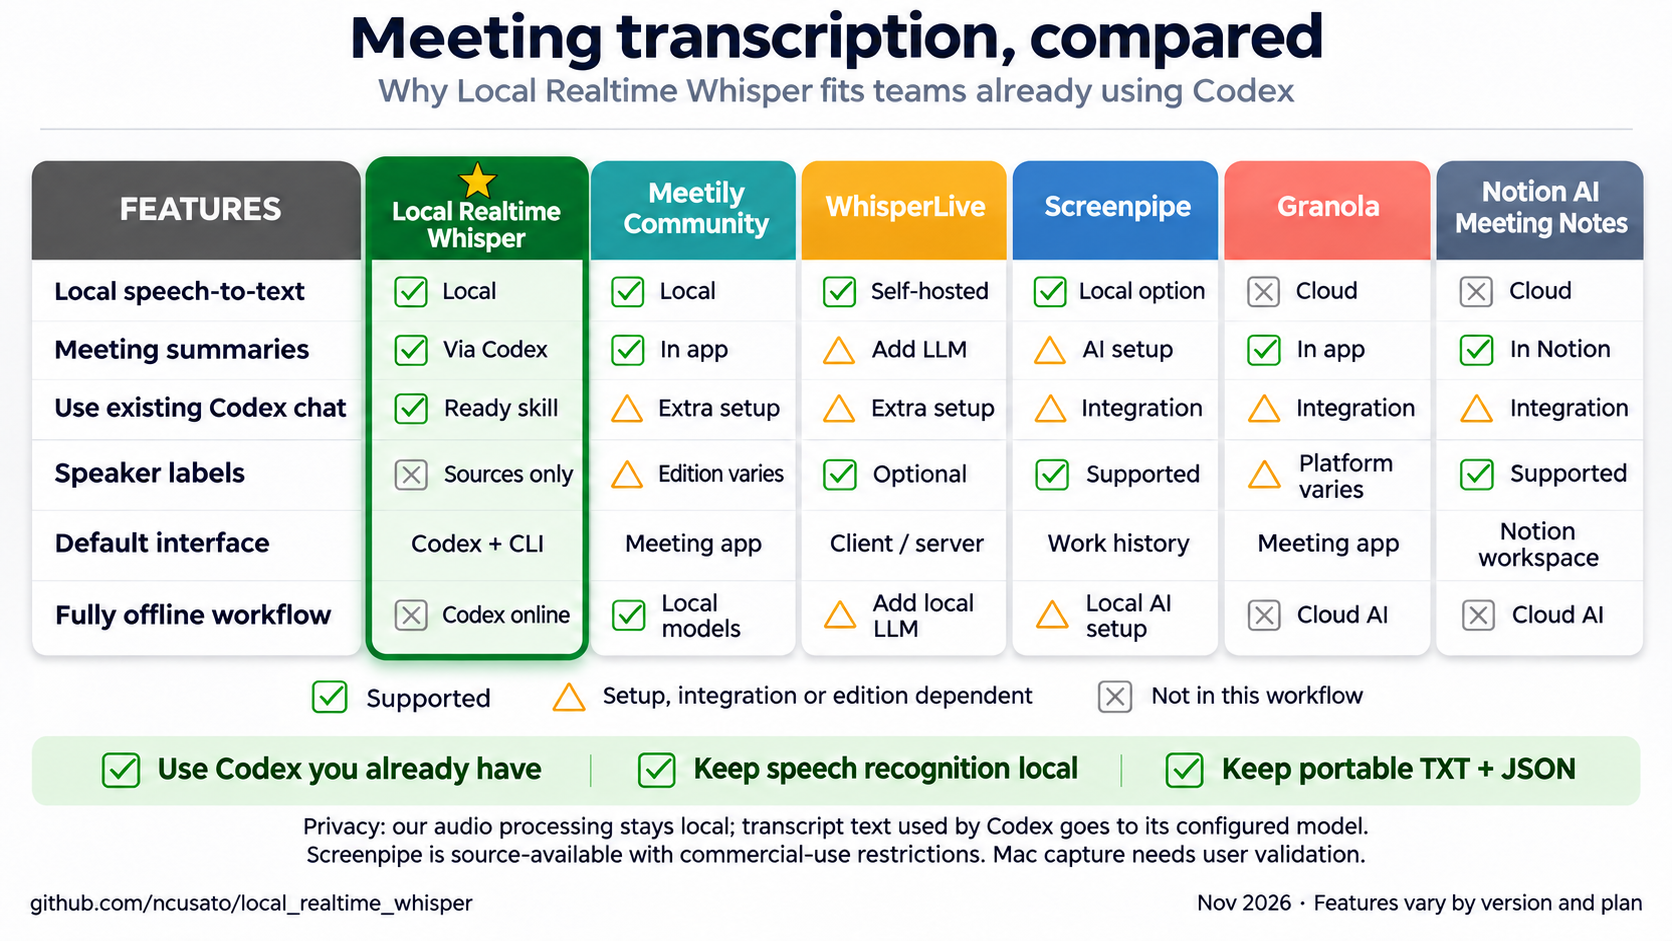 Meeting transcription, compared
Why Local Realtime Whisper fits teams already using Codex
FEATURES
Local Realtime
Whisper
Meetily
Community
WhisperLive
Screenpipe
Granola
Notion AI
Meeting Notes
Local speech-to-text
Local
Local
Self-hosted
Local option
Cloud
Cloud
Meeting summaries
Via Codex
In app
Add LLM
AI setup
In app
In Notion
Use existing Codex chat
Ready skill
Extra setup
Extra setup
Integration
Integration
Integration
Speaker labels
Sources only
Edition varies
Optional
Supported
Platform
varies
Supported
Default interface
Codex + CLI
Meeting app
Client / server
Work history
Meeting app
Notion
workspace
Fully offline workflow
Codex online
Local
models
Add local
LLM
Local AI
setup
Cloud AI
Cloud AI
Supported
Setup, integration or edition dependent
Not in this workflow
Use Codex you already have
Keep speech recognition local
Keep portable TXT + JSON
Privacy: our audio processing stays local; transcript text used by Codex goes to its configured model.
Screenpipe is source-available with commercial-use restrictions. Mac capture needs user validation.
github.com/ncusato/local_realtime_whisper
Nov 2026 · Features vary by version and plan